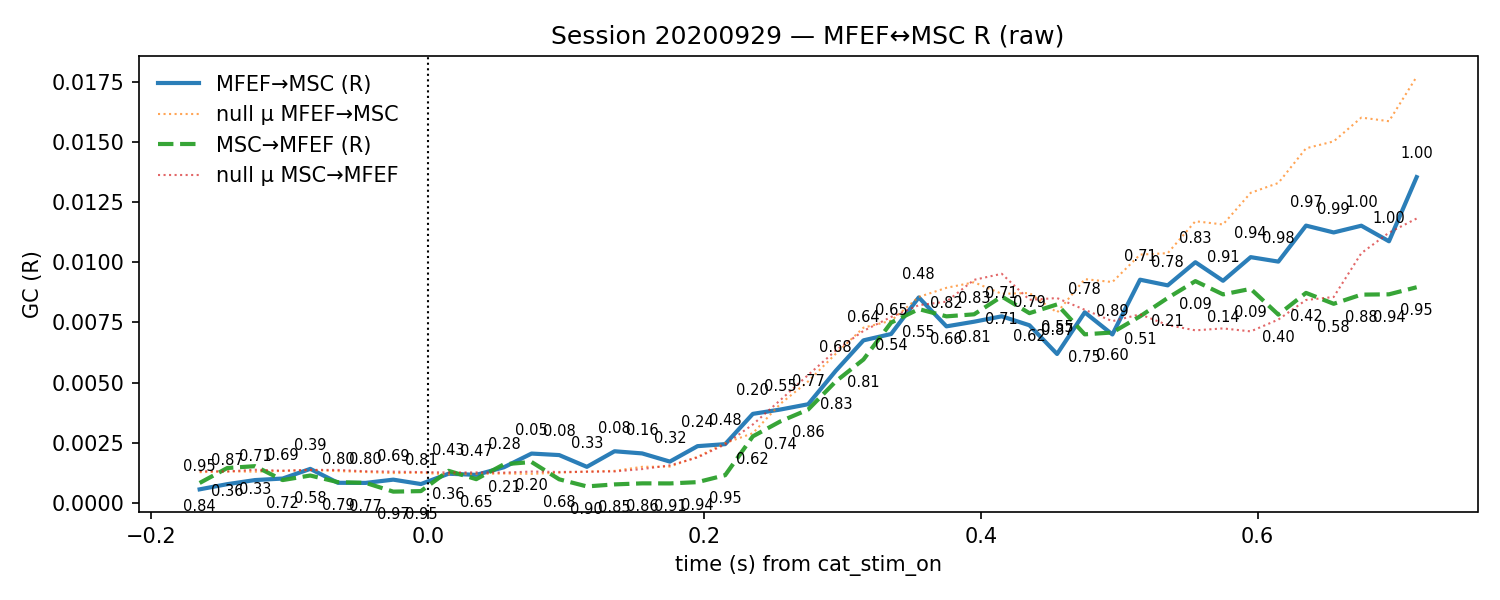 Session 20200929 — MFEF↔MSC R (raw)
MFEF→MSC (R)
null μ MFEF→MSC
MSC→MFEF (R)
null μ MSC→MFEF
GC (R)
0.0175
0.0150
0.0125
0.0100
0.0075
0.0050
0.0025
0.0000
0.95 0.87 0.71 0.69 0.39 0.80 0.80 0.69 0.81 0.43 0.47 0.28 0.05 0.08 0.33 0.08 0.16 0.32 0.24 0.48 0.20 0.55 0.77 0.68 0.64 0.65 0.48 0.82 0.83 0.71 0.79 0.78 0.89 0.71 0.78 0.83 0.91 0.94 0.98 0.97 0.99 1.00 1.00 1.00
0.84 0.36 0.33 0.72 0.58 0.79 0.77 0.97 0.95 0.36 0.65 0.21 0.20 0.68 0.90 0.85 0.86 0.91 0.94 0.95 0.62 0.74 0.86 0.83 0.81 0.54 0.55 0.66 0.81 0.71 0.62 0.75 0.60 0.51 0.21 0.09 0.14 0.09 0.40 0.42 0.58 0.88 0.94 0.95
−0.2 0.0 0.2 0.4 0.6
time (s) from cat_stim_on